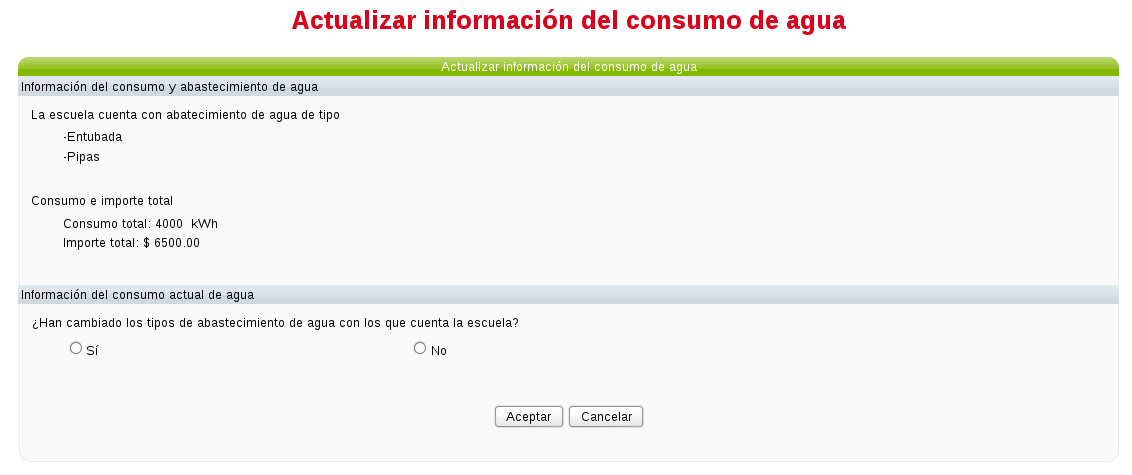 Actualizar información del consumo de agua
Actualizar información del consumo de agua
Información del consumo y abastecimiento de agua
La escuela cuenta con abatecimiento de agua de tipo
-Entubada
-Pipas
Consumo e importe total
Consumo total: 4000 kWh
Importe total: $ 6500.00
Información del consumo actual de agua
¿Han cambiado los tipos de abastecimiento de agua con los que cuenta la escuela?
Sí No
Aceptar Cancelar